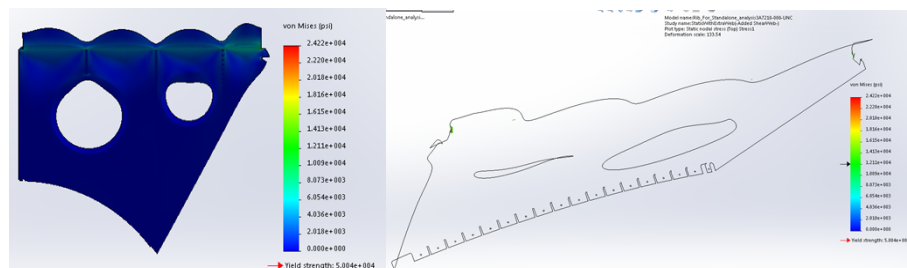 von Mises (psi)
2.422e+004
2.220e+004
2.018e+004
1.816e+004
1.615e+004
1.413e+004
1.211e+004
1.009e+004
8.073e+003
6.054e+003
4.036e+003
2.018e+003
0.000e+000
Yield strength: 5.004e+004
Study name:StaticWithExtraWeb(-Added ShearWeb-)
Plot type: Static nodal stress (Top) Stress1
Deformation scale: 133.54
von Mises (psi)
2.422e+004
2.220e+004
2.018e+004
1.816e+004
1.615e+004
1.413e+004
1.211e+004
1.009e+004
8.073e+003
6.054e+003
4.036e+003
2.018e+003
0.000e+000
Yield strength: 5.004e+004